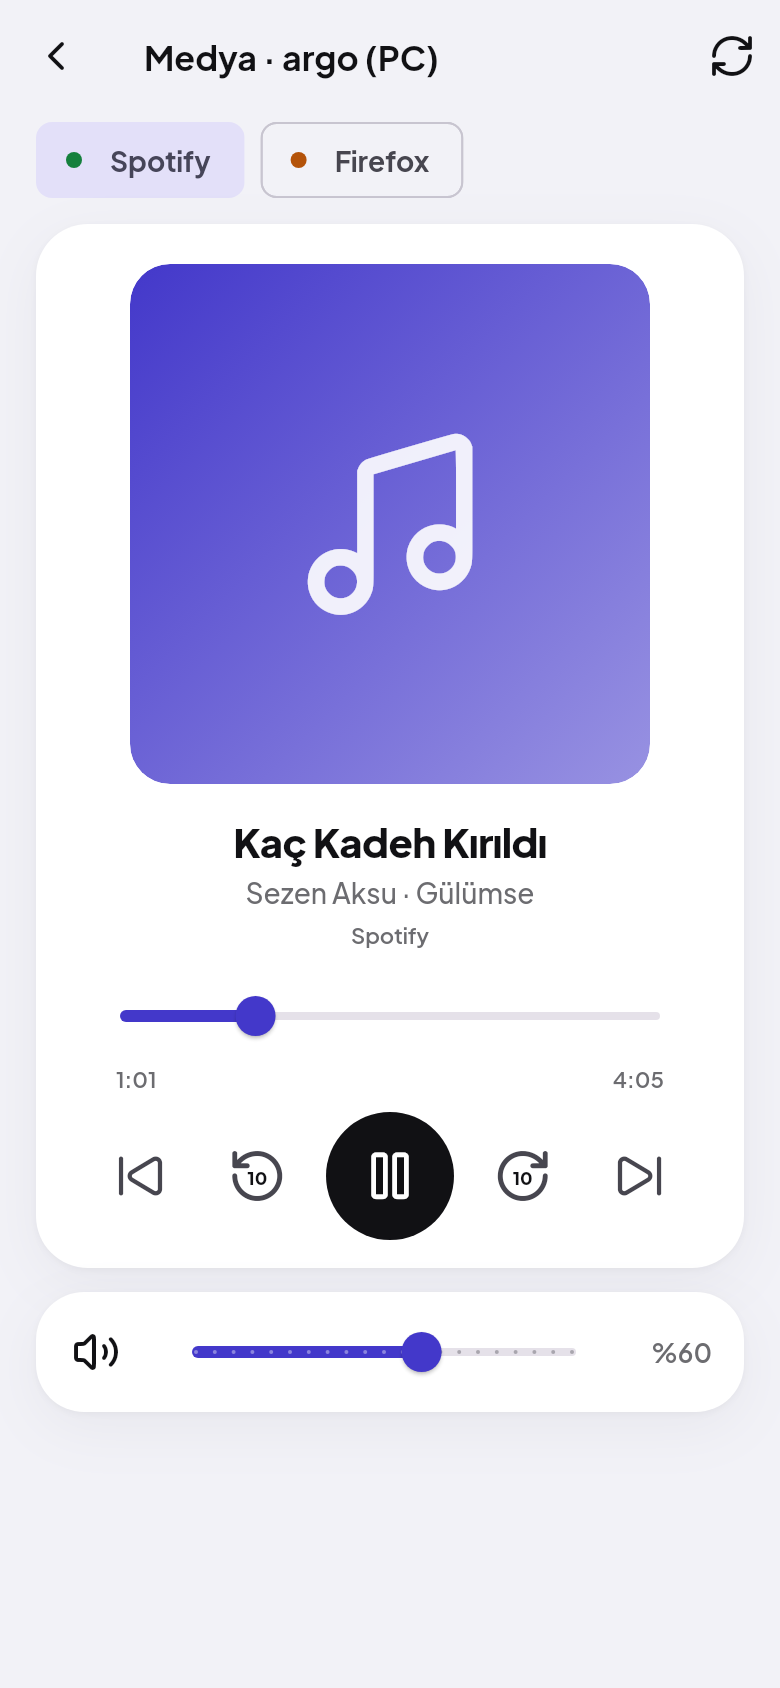 Medya · argo (PC)
Spotify
Firefox
Kaç Kadeh Kırıldı
Sezen Aksu · Gülümse
Spotify
1:01
4:05
10
10
%60